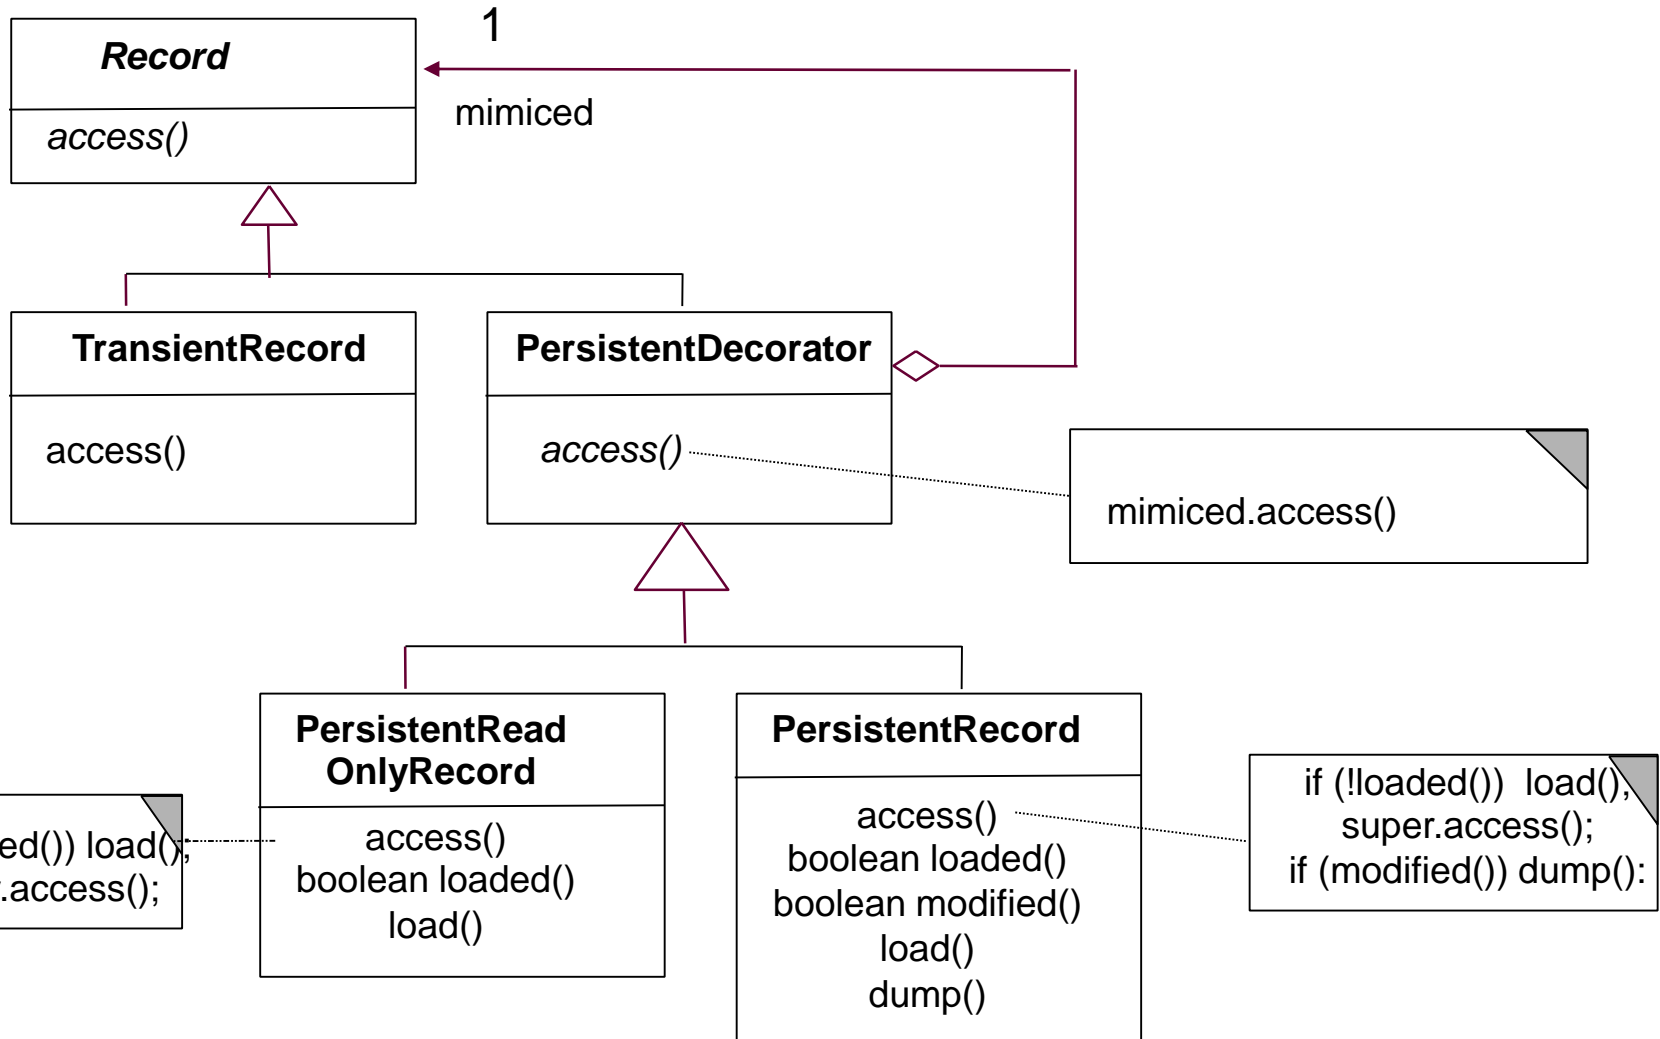 Record
1
mimiced
access()
TransientRecord
access()
PersistentDecorator
access()
mimiced.access()
PersistentRead
OnlyRecord
access()
boolean loaded()
load()
ed()) load();
.access();
PersistentRecord
access()
boolean loaded()
boolean modified()
load()
dump()
if (!loaded()) load();
super.access();
if (modified()) dump():